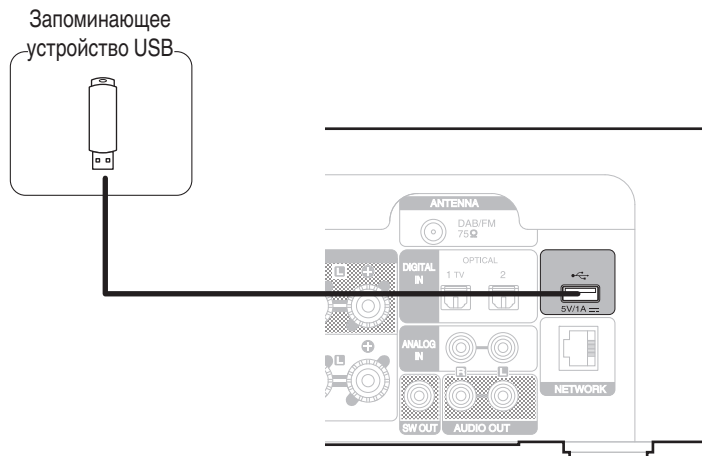 Запоминающее
устройство USB
ANTENNA
DAB/FM
75Ω
DIGITAL
IN
OPTICAL
1 TV
2
5V/1A
L
+
ANALOG
IN
L
+
R
L
NETWORK
SW OUT
AUDIO OUT